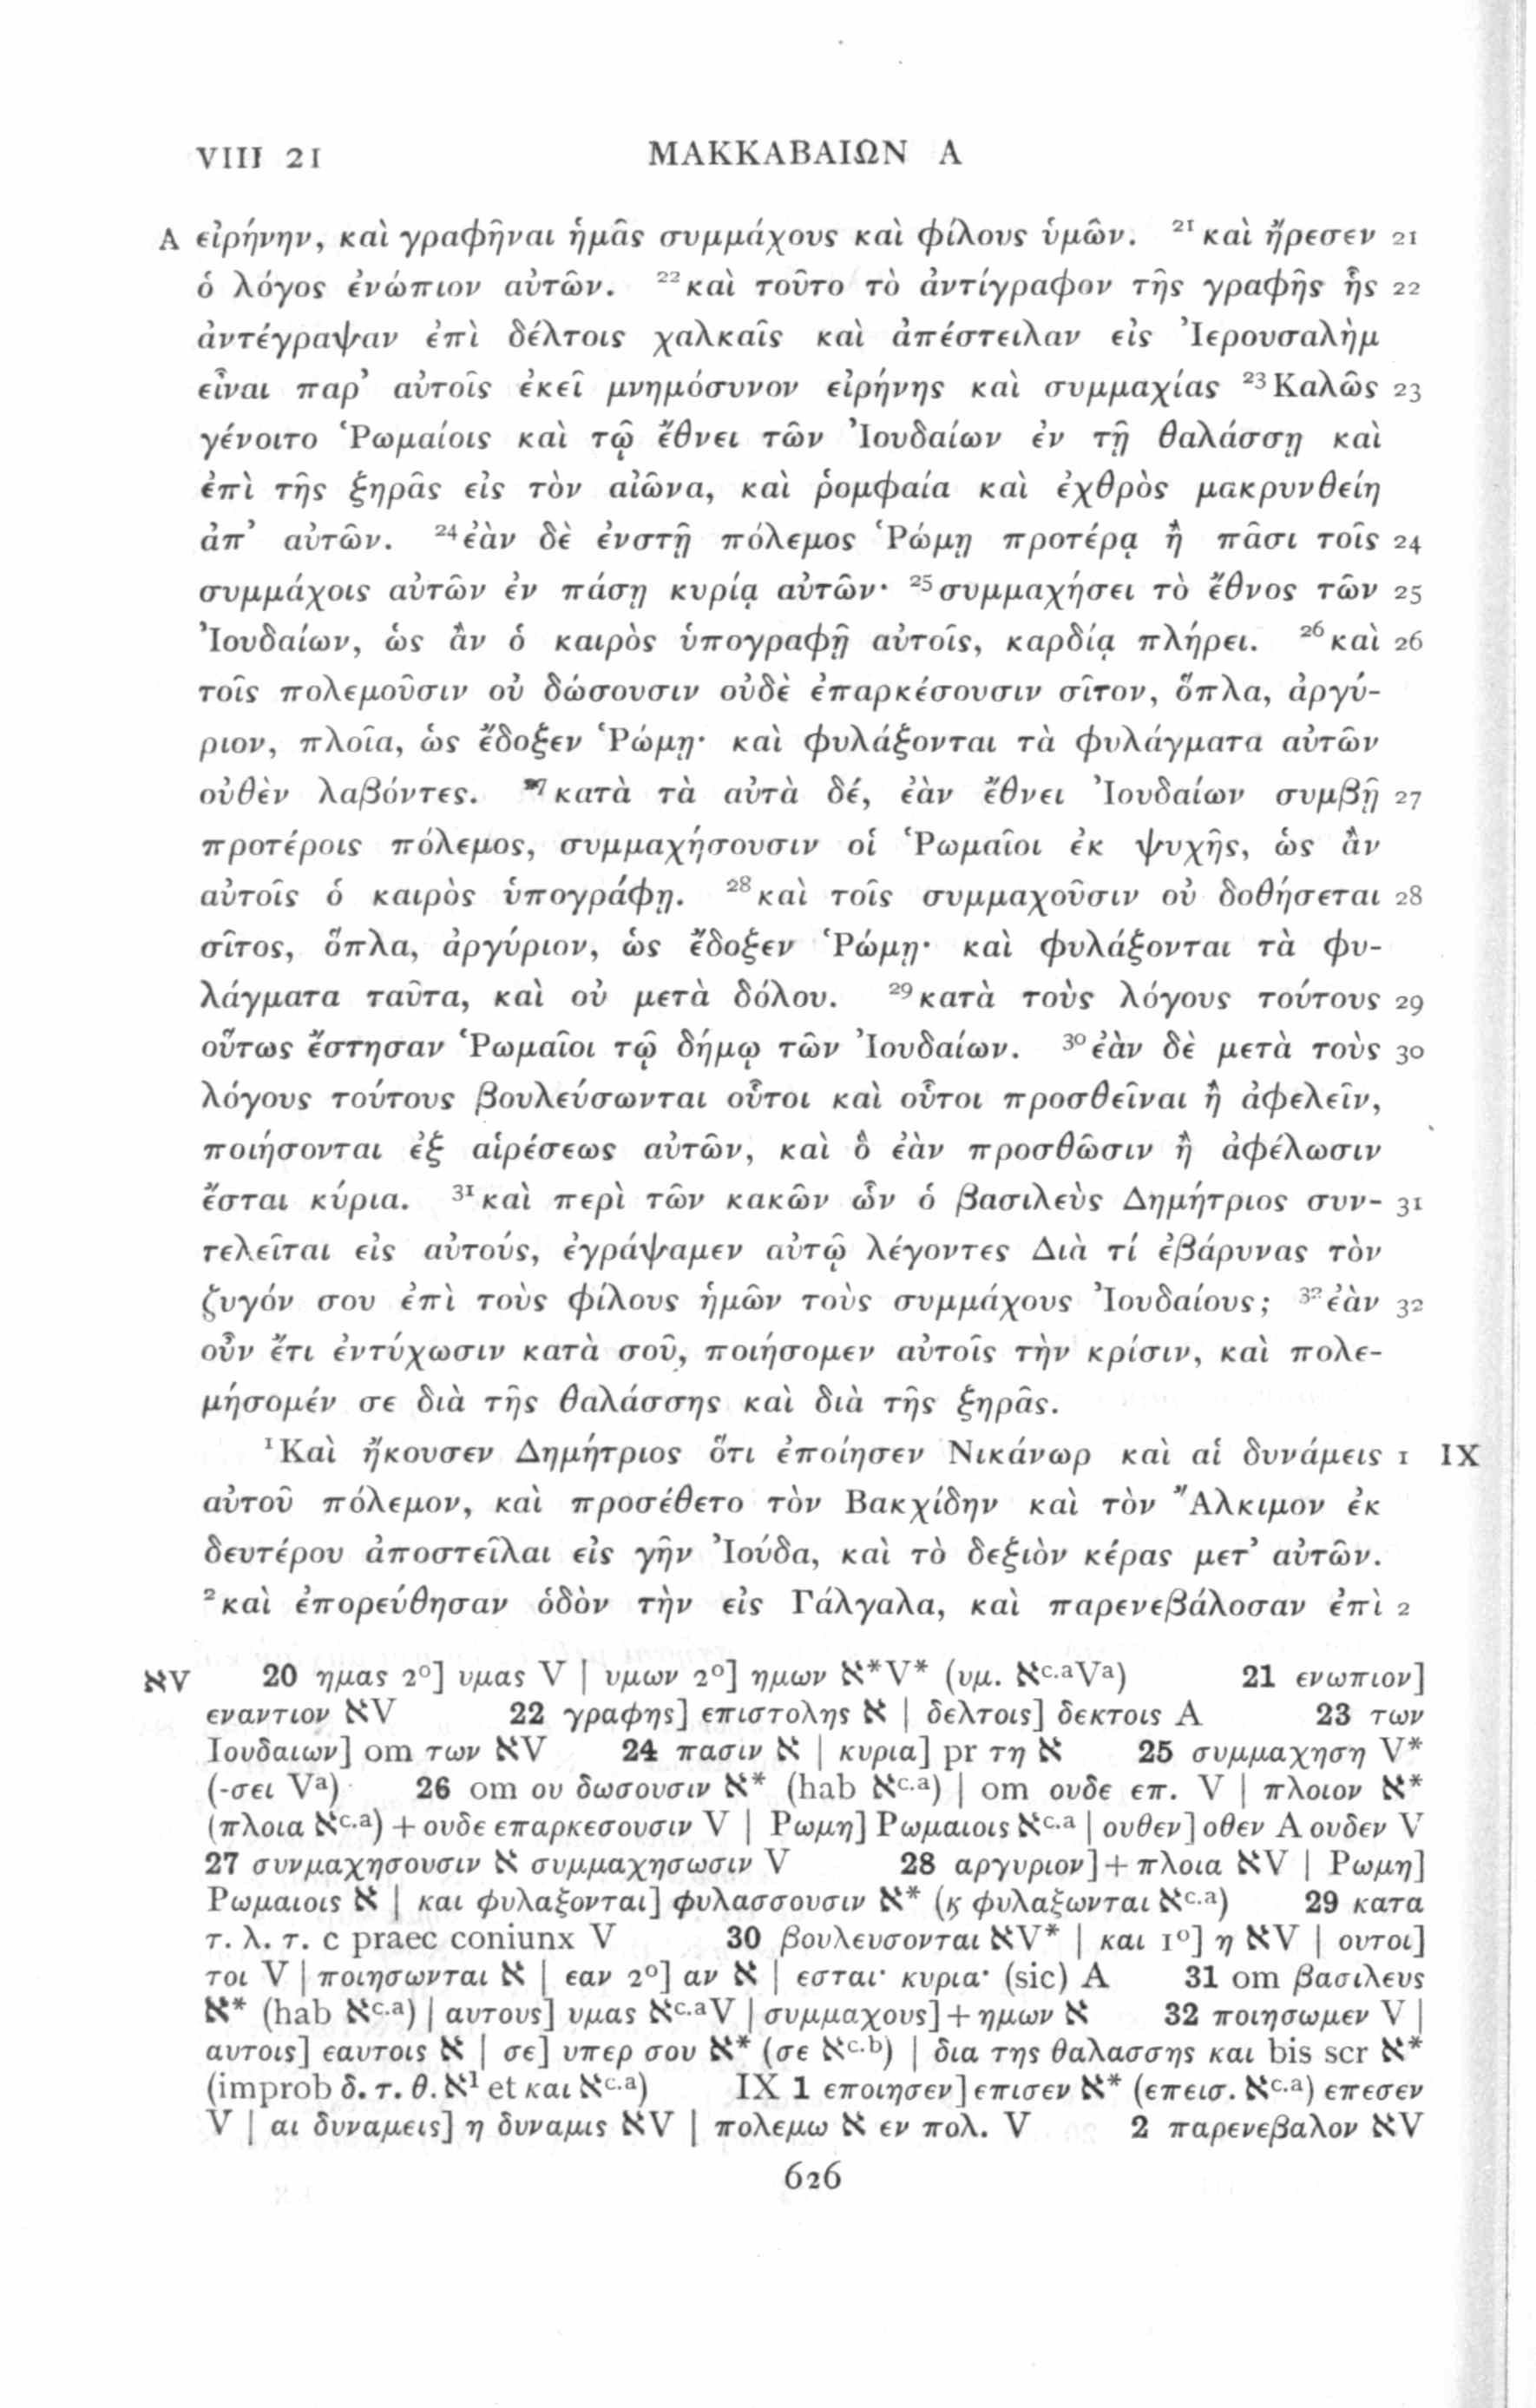 VIII 21 ΜΑΚΚΑΒΑΙΩΝ Α
A εἰρήνην, καὶ γραφῆναι ἡμᾶς συμμάχους καὶ φίλους ὑμῶν. ²¹καὶ ἤρεσεν 21
ὁ λόγος ἐνώπιον αὐτῶν. ²²καὶ τοῦτο τὸ ἀντίγραφον τῆς γραφῆς ἧς 22
ἀντέγραψαν ἐπὶ δέλτοις χαλκαῖς καὶ ἀπέστειλαν εἰς Ἰερουσαλὴμ
εἶναι παρ᾽ αὐτοῖς ἐκεῖ μνημόσυνον εἰρήνης καὶ συμμαχίας ²³Καλῶς 23
γένοιτο Ῥωμαίοις καὶ τῷ ἔθνει τῶν Ἰουδαίων ἐν τῇ θαλάσσῃ καὶ
ἐπὶ τῆς ξηρᾶς εἰς τὸν αἰῶνα, καὶ ῥομφαία καὶ ἐχθρὸς μακρυνθείη
ἀπ᾽ αὐτῶν. ²⁴ἐὰν δὲ ἐνστῇ πόλεμος Ῥώμῃ προτέρᾳ ἢ πᾶσι τοῖς 24
συμμάχοις αὐτῶν ἐν πάσῃ κυρίᾳ αὐτῶν· ²⁵συμμαχήσει τὸ ἔθνος τῶν 25
Ἰουδαίων, ὡς ἂν ὁ καιρὸς ὑπογραφῇ αὐτοῖς, καρδίᾳ πλήρει. ²⁶καὶ 26
τοῖς πολεμοῦσιν οὐ δώσουσιν οὐδὲ ἐπαρκέσουσιν σῖτον, ὅπλα, ἀργύ-
ριον, πλοῖα, ὡς ἔδοξεν Ῥώμῃ· καὶ φυλάξονται τὰ φυλάγματα αὐτῶν
οὐθὲν λαβόντες. ²⁷κατὰ τὰ αὐτὰ δέ, ἐὰν ἔθνει Ἰουδαίων συμβῇ 27
προτέροις πόλεμος, συμμαχήσουσιν οἱ Ῥωμαῖοι ἐκ ψυχῆς, ὡς ἂν
αὐτοῖς ὁ καιρὸς ὑπογράφῃ. ²⁸καὶ τοῖς συμμαχοῦσιν οὐ δοθήσεται 28
σῖτος, ὅπλα, ἀργύριον, ὡς ἔδοξεν Ῥώμῃ· καὶ φυλάξονται τὰ φυ-
λάγματα ταῦτα, καὶ οὐ μετὰ δόλου. ²⁹κατὰ τοὺς λόγους τούτους 29
οὕτως ἔστησαν Ῥωμαῖοι τῷ δήμῳ τῶν Ἰουδαίων. ³⁰ἐὰν δὲ μετὰ τοὺς 30
λόγους τούτους βουλεύσωνται οὗτοι καὶ οὗτοι προσθεῖναι ἢ ἀφελεῖν,
ποιήσονται ἐξ αἱρέσεως αὐτῶν, καὶ ὃ ἐὰν προσθῶσιν ἢ ἀφέλωσιν
ἔσται κύρια. ³¹καὶ περὶ τῶν κακῶν ὧν ὁ βασιλεὺς Δημήτριος συν- 31
τελεῖται εἰς αὐτούς, ἐγράψαμεν αὐτῷ λέγοντες Διὰ τί ἐβάρυνας τὸν
ζυγόν σου ἐπὶ τοὺς φίλους ἡμῶν τοὺς συμμάχους Ἰουδαίους; ³²ἐὰν 32
οὖν ἔτι ἐντύχωσιν κατὰ σοῦ, ποιήσομεν αὐτοῖς τὴν κρίσιν, καὶ πολε-
μήσομέν σε διὰ τῆς θαλάσσης καὶ διὰ τῆς ξηρᾶς.
¹Καὶ ἤκουσεν Δημήτριος ὅτι ἐποίησεν Νικάνωρ καὶ αἱ δυνάμεις 1 IX
αὐτοῦ πόλεμον, καὶ προσέθετο τὸν Βακχίδην καὶ τὸν Ἄλκιμον ἐκ
δευτέρου ἀποστεῖλαι εἰς γῆν Ἰούδα, καὶ τὸ δεξιὸν κέρας μετ᾽ αὐτῶν.
²καὶ ἐπορεύθησαν ὁδὸν τὴν εἰς Γάλγαλα, καὶ παρενεβάλοσαν ἐπὶ 2
אV 20 ημας 2º] υμας V | υμων 2º] ημων א*V* (υμ. א^c.aV^a) 21 ενωπιον]
εναντιον אV 22 γραφης] επιστολης א | δελτοις] δεκτοις A 23 των
Ιουδαιων] om των אV 24 πασιν א | κυρια] pr τη א 25 συμμαχηση V*
(-σει V^a) 26 om ου δωσουσιν א* (hab א^c.a) | om ουδε επ. V | πλοιον א*
(πλοια א^c.a) + ουδε επαρκεσουσιν V | Ρωμη] Ρωμαιοις א^c.a | ουθεν] οθεν A ουδεν V
27 συνμαχησουσιν א συμμαχησωσιν V 28 αργυριον] + πλοια אV | Ρωμη]
Ρωμαιοις א | και φυλαξονται] φυλασσουσιν א* (ϗ φυλαξωνται א^c.a) 29 κατα
τ. λ. τ. c praec coniunx V 30 βουλευσονται אV* | και 1º] η אV | ουτοι]
τοι V | ποιησωνται א | εαν 2º] αν א | εσται· κυρια· (sic) A 31 om βασιλευς
א* (hab א^c.a) | αυτους] υμας א^c.aV | συμμαχους] + ημων א 32 ποιησωμεν V |
αυτοις] εαυτοις א | σε] υπερ σου א* (σε א^c.b) | δια της θαλασσης και bis scr א*
(improb δ. τ. θ. א¹ et και א^c.a) IX 1 εποιησεν] επισεν א* (επεισ. א^c.a) επεσεν
V | αι δυναμεις] η δυναμις אV | πολεμω א εν πολ. V 2 παρενεβαλον אV
626